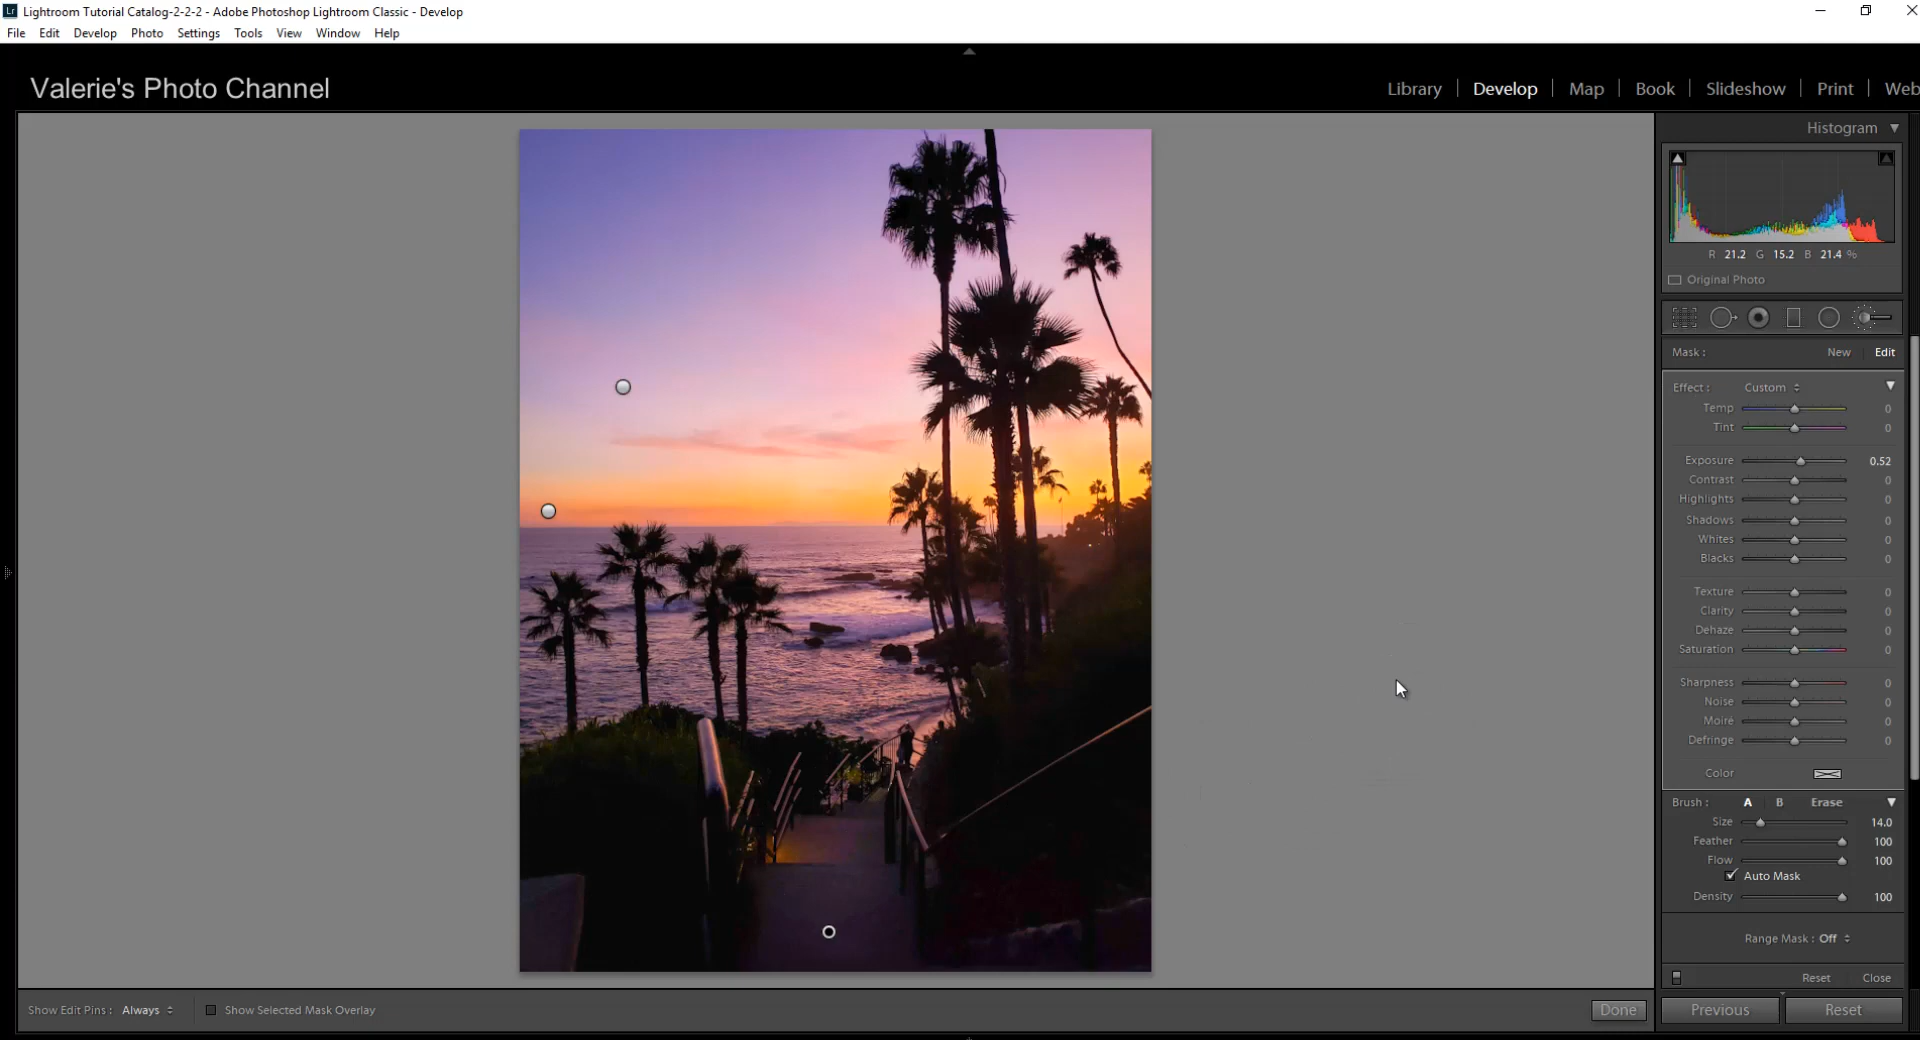 Lightroom Tutorial Catalog-2-2-2 - Adobe Photoshop Lightroom Classic - Develop
File Edit Develop Photo Settings Tools View Window Help
Valerie's Photo Channel
Library | Develop | Map | Book | Slideshow | Print | Web
Histogram
R 21.2 G 15.2 B 21.4 %
Original Photo
Mask : New Edit
Effect : Custom
Temp 0
Tint 0
Exposure 0.52
Contrast 0
Highlights 0
Shadows 0
Whites 0
Blacks 0
Texture 0
Clarity 0
Dehaze 0
Saturation 0
Sharpness 0
Noise 0
Moiré 0
Defringe 0
Color
Brush : A B Erase
Size 14.0
Feather 100
Flow 100
Auto Mask
Density 100
Range Mask : Off
Reset Close
Show Edit Pins : Always Show Selected Mask Overlay Done Previous Reset